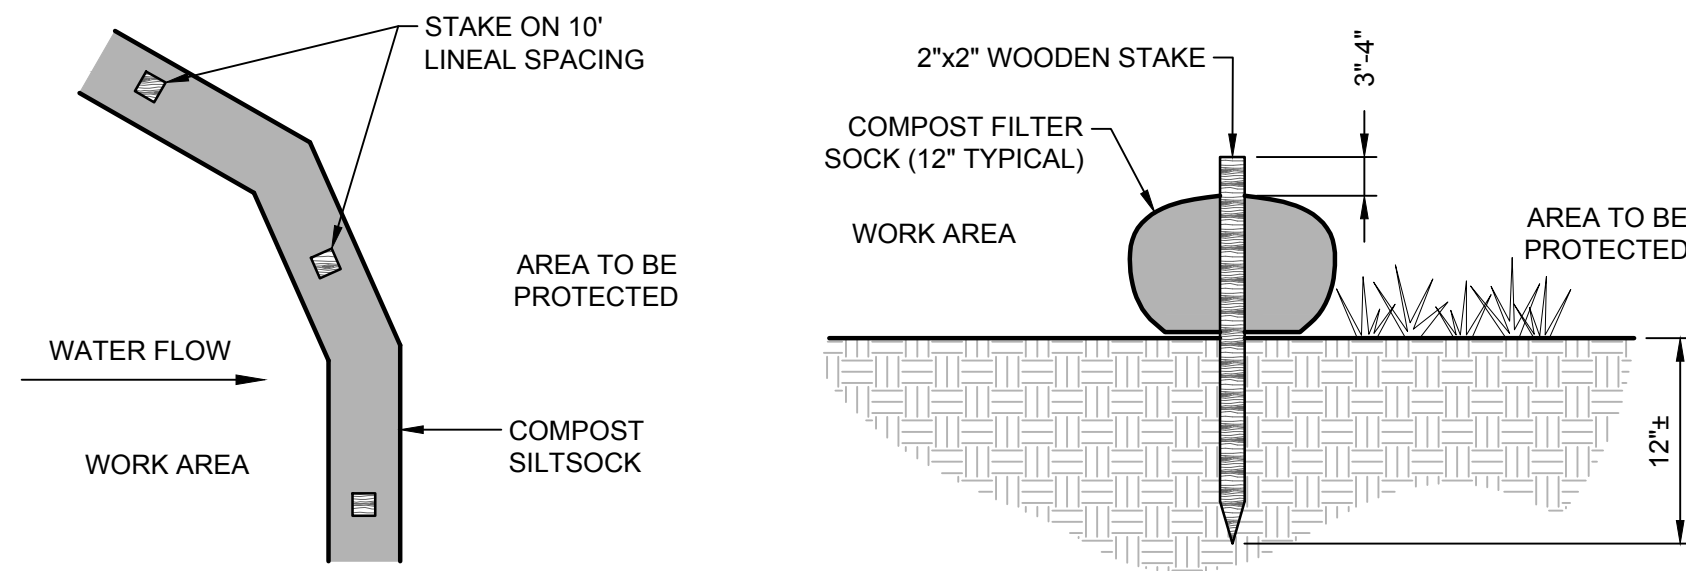 STAKE ON 10'
LINEAL SPACING
AREA TO BE
PROTECTED
WATER FLOW
WORK AREA
COMPOST
SILTSOCK
2"x2" WOODEN STAKE
COMPOST FILTER
SOCK (12" TYPICAL)
WORK AREA
3"-4"
AREA TO BE
PROTECTED
12"±